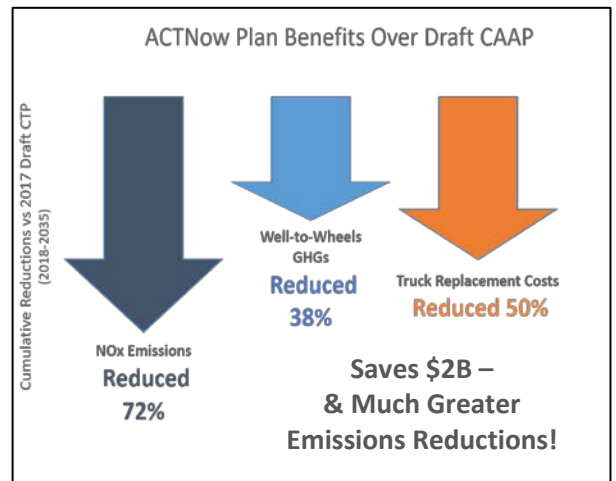 ACTNow Plan Benefits Over Draft CAAP
Cumulative Reductions vs 2017 Draft CTP
(2018-2035)
NOx Emissions
Reduced
72%
Well-to-Wheels
GHGs
Reduced
38%
Truck Replacement Costs
Reduced 50%
Saves $2B –
& Much Greater
Emissions Reductions!